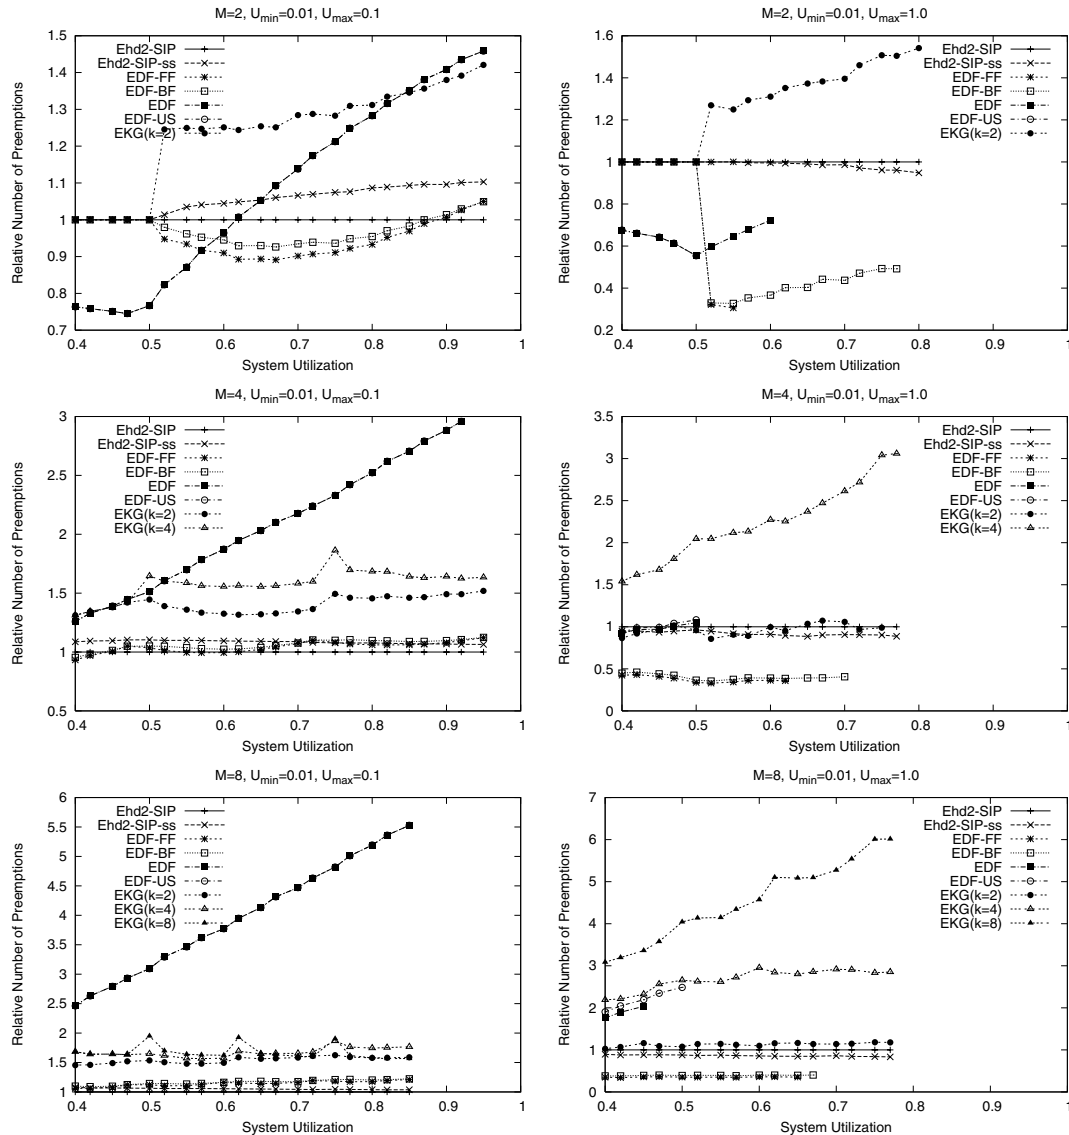 M=2, Umin=0.01, Umax=0.1
Relative Number of Preemptions
1.5
1.4
1.3
1.2
1.1
1
0.9
0.8
0.7
Ehd2-SIP
Ehd2-SIP-ss
EDF-FF
EDF-BF
EDF
EDF-US
EKG(k=2)
0.4 0.5 0.6 0.7 0.8 0.9 1
System Utilization
M=2, Umin=0.01, Umax=1.0
Relative Number of Preemptions
1.6
1.4
1.2
1
0.8
0.6
0.4
0.2
Ehd2-SIP
Ehd2-SIP-ss
EDF-FF
EDF-BF
EDF
EDF-US
EKG(k=2)
0.4 0.5 0.6 0.7 0.8 0.9 1
System Utilization
M=4, Umin=0.01, Umax=0.1
Relative Number of Preemptions
3
2.5
2
1.5
1
0.5
Ehd2-SIP
Ehd2-SIP-ss
EDF-FF
EDF-BF
EDF
EDF-US
EKG(k=2)
EKG(k=4)
0.4 0.5 0.6 0.7 0.8 0.9 1
System Utilization
M=4, Umin=0.01, Umax=1.0
Relative Number of Preemptions
3.5
3
2.5
2
1.5
1
0.5
0
Ehd2-SIP
Ehd2-SIP-ss
EDF-FF
EDF-BF
EDF
EDF-US
EKG(k=2)
EKG(k=4)
0.4 0.5 0.6 0.7 0.8 0.9 1
System Utilization
M=8, Umin=0.01, Umax=0.1
Relative Number of Preemptions
6
5.5
5
4.5
4
3.5
3
2.5
2
1.5
1
Ehd2-SIP
Ehd2-SIP-ss
EDF-FF
EDF-BF
EDF
EDF-US
EKG(k=2)
EKG(k=4)
EKG(k=8)
0.4 0.5 0.6 0.7 0.8 0.9 1
System Utilization
M=8, Umin=0.01, Umax=1.0
Relative Number of Preemptions
7
6
5
4
3
2
1
0
Ehd2-SIP
Ehd2-SIP-ss
EDF-FF
EDF-BF
EDF
EDF-US
EKG(k=2)
EKG(k=4)
EKG(k=8)
0.4 0.5 0.6 0.7 0.8 0.9 1
System Utilization